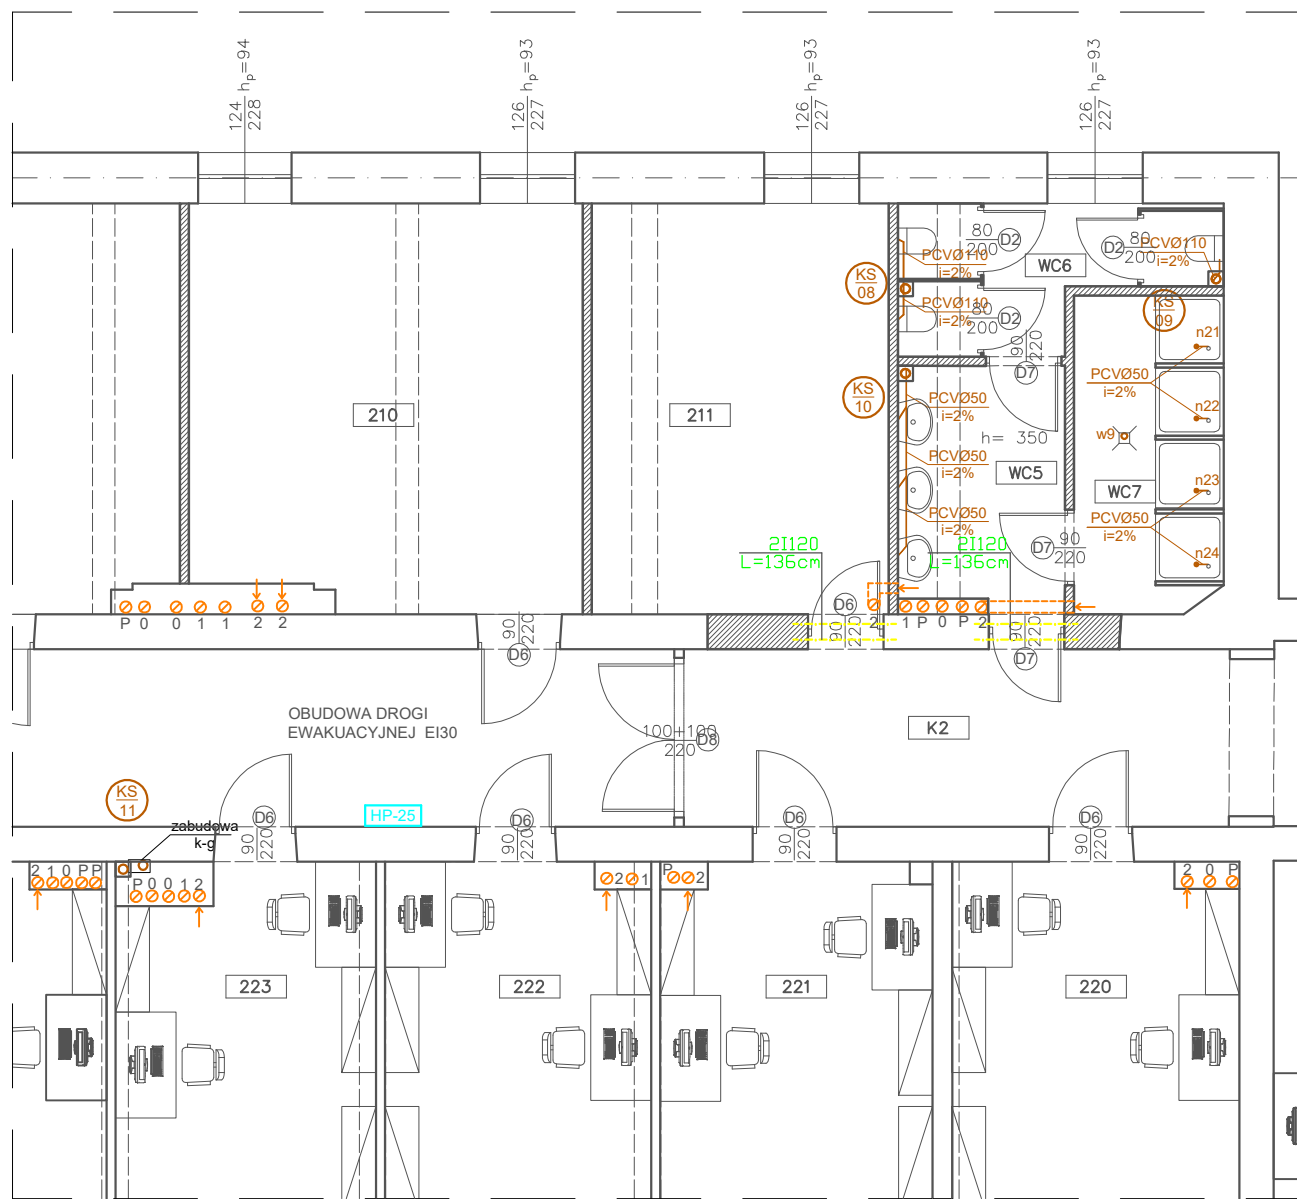 124 hp=94
228
126 hp=93
227
126 hp=93
227
126 hp=93
227
80
200
D2
PCVØ110
i=2%
WC6
D2
80
200
PCVØ110
i=2%
KS
08
PCVØ110
i=2%
80
200
D2
KS
09
90
220
D7
n21
KS
10
PCVØ50
i=2%
PCVØ50
i=2%
n22
210
211
h= 350
w9
PCVØ50
i=2%
WC5
WC7
n23
PCVØ50
i=2%
PCVØ50
i=2%
2I120
L=136cm
2I120
L=136cm
D7
90
220
n24
P 0 0 1 1 2 2
D6
2
1 P 0 P 2
90
220
D6
90
220
90
220
D7
OBUDOWA DROGI
EWAKUACYJNEJ EI30
100+100
220
D8
K2
KS
11
HP-25
zabudowa
k-g
D6
90
220
D6
90
220
D6
90
220
D6
90
220
2 1 0 P P
P 0 0 1 2
2 1
P 2
2 0 P
223
222
221
220